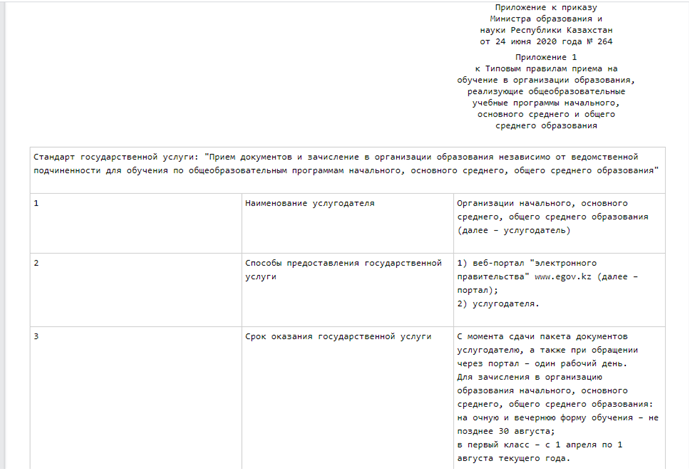 Приложение к приказу
Министра образования и
науки Республики Казахстан
от 24 июня 2020 года № 264
Приложение 1
к Типовым правилам приема на
обучение в организации образования,
реализующие общеобразовательные
учебные программы начального,
основного среднего и общего
среднего образования
Стандарт государственной услуги: "Прием документов и зачисление в организации образования независимо от ведомственной
подчиненности для обучения по общеобразовательным программам начального, основного среднего, общего среднего образования"
1
Наименование услугодателя
Организации начального, основного
среднего, общего среднего образования
(далее – услугодатель)
2
Способы предоставления государственной
услуги
1) веб-портал "электронного
правительства" www.egov.kz (далее –
портал);
2) услугодателя.
3
Срок оказания государственной услуги
С момента сдачи пакета документов
услугодателю, а также при обращении
через портал – один рабочий день.
Для зачисления в организацию
образования начального, основного
среднего, общего среднего образования:
на очную и вечернюю форму обучения – не
позднее 30 августа;
в первый класс – с 1 апреля по 1
августа текущего года.